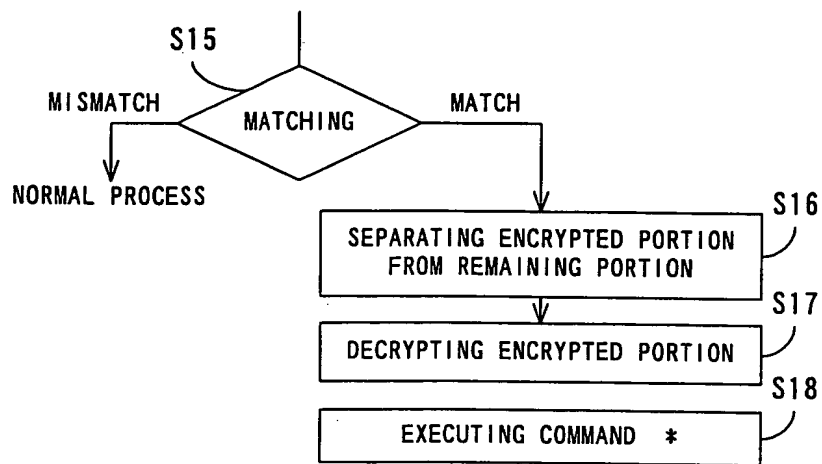 S15
MISMATCH
MATCH
MATCHING
NORMAL PROCESS
S16
SEPARATING ENCRYPTED PORTION
FROM REMAINING PORTION
S17
DECRYPTING ENCRYPTED PORTION
S18
EXECUTING COMMAND *